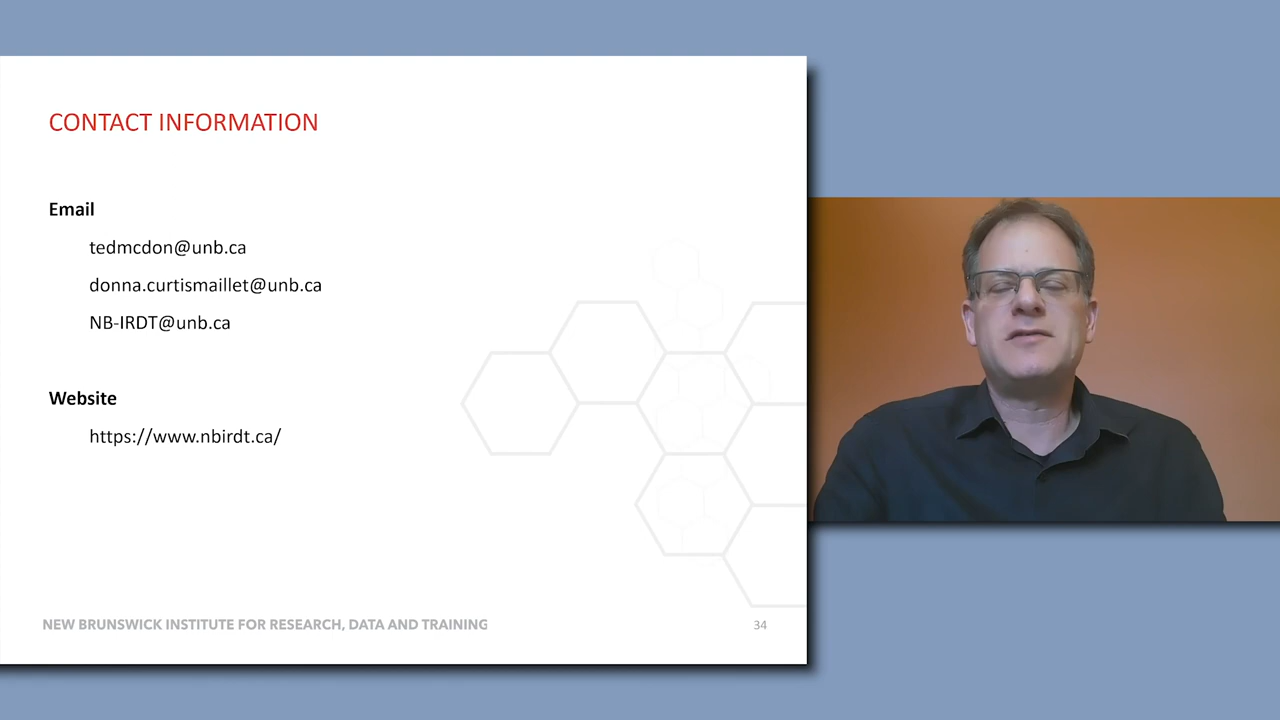 CONTACT INFORMATION
Email
tedmcdon@unb.ca
donna.curtismaillet@unb.ca
NB-IRDT@unb.ca
Website
https://www.nbirdt.ca/
NEW BRUNSWICK INSTITUTE FOR RESEARCH, DATA AND TRAINING
34